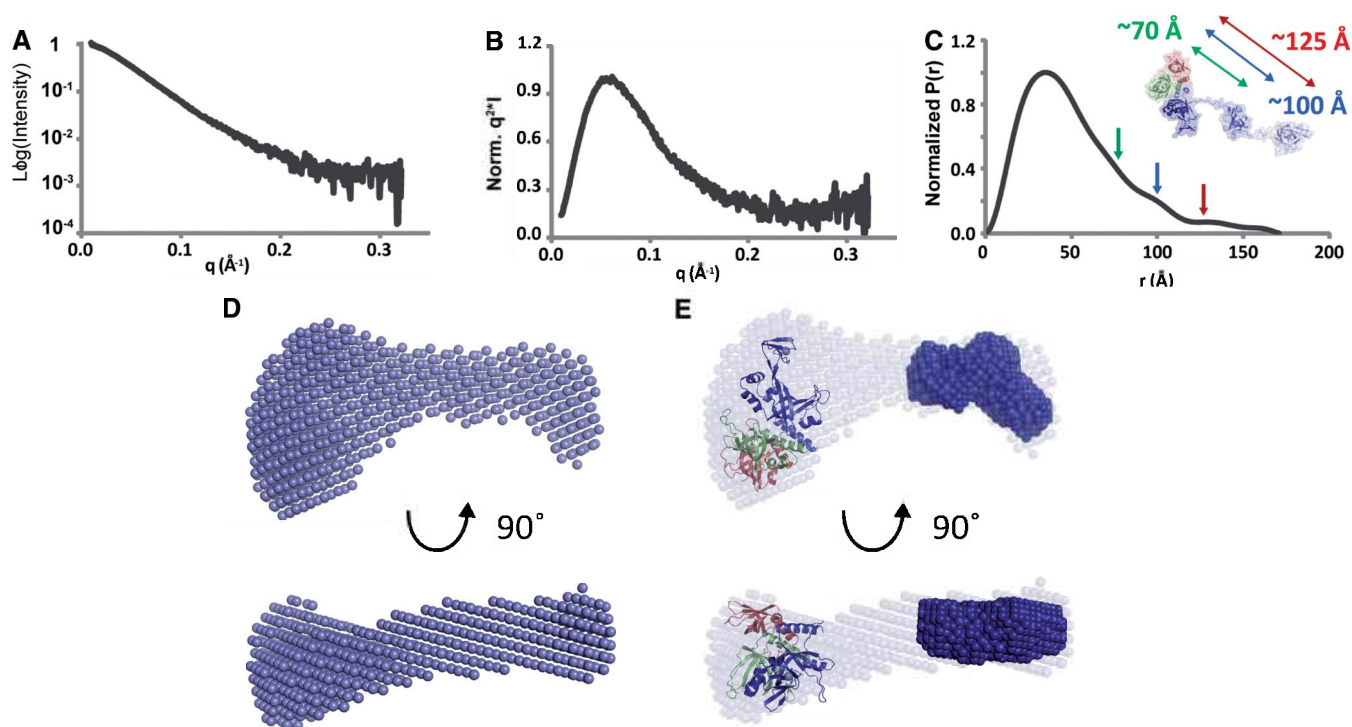 A
Lɸg(Intensity)
1
10-1
10-2
10-3
10-4
0.0
0.1
0.2
0.3
q (Å-1)
B
Norm. q2*I
1.2
0.9
0.6
0.3
0.0
0.0
0.1
0.2
0.3
q (Å-1)
C
Normalized P(r)
1.2
0.8
0.4
0.0
0
50
100
150
200
r (Å)
~70 Å
~125 Å
~100 Å
D
90°
E
90°